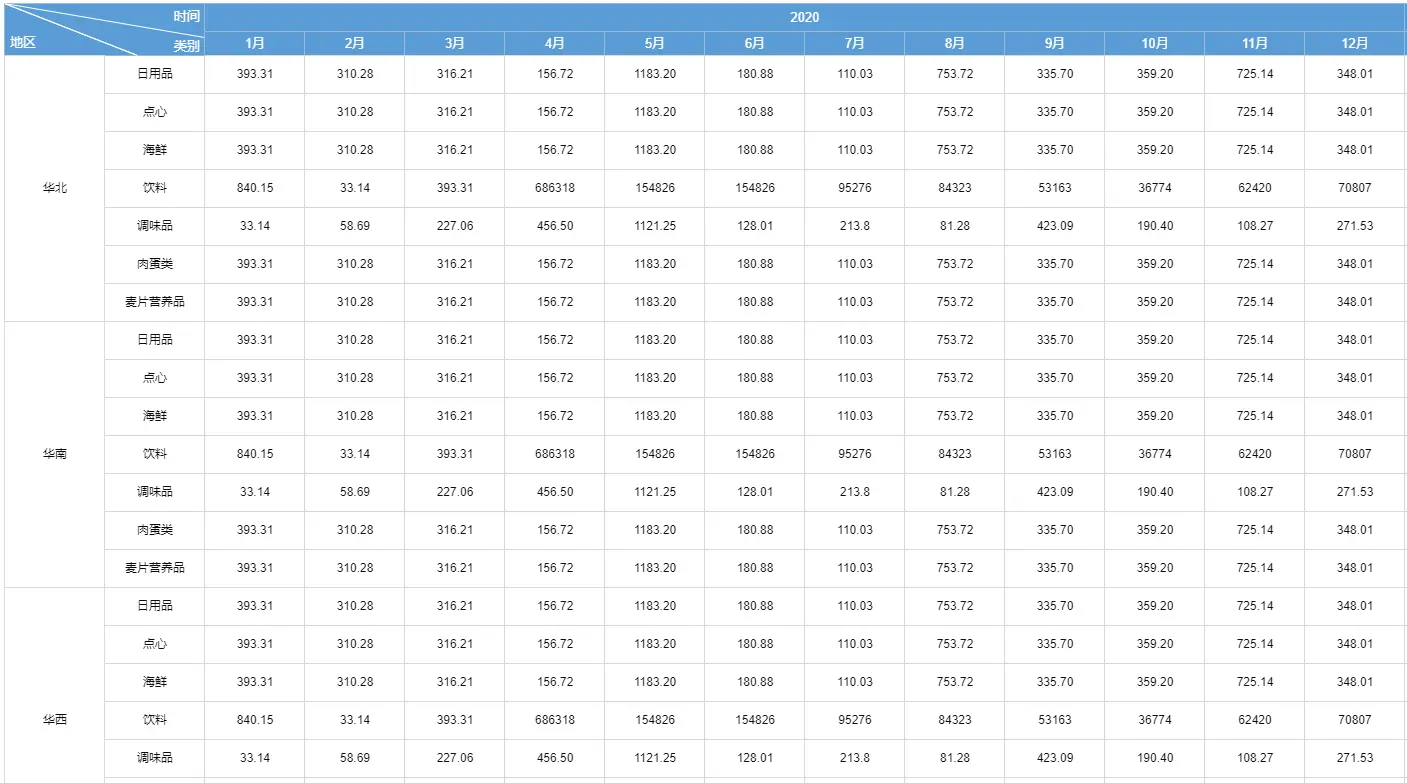 时间 2020
地区 类别 1月 2月 3月 4月 5月 6月 7月 8月 9月 10月 11月 12月
日用品 393.31 310.28 316.21 156.72 1183.20 180.88 110.03 753.72 335.70 359.20 725.14 348.01
点心 393.31 310.28 316.21 156.72 1183.20 180.88 110.03 753.72 335.70 359.20 725.14 348.01
海鲜 393.31 310.28 316.21 156.72 1183.20 180.88 110.03 753.72 335.70 359.20 725.14 348.01
华北 饮料 840.15 33.14 393.31 686318 154826 154826 95276 84323 53163 36774 62420 70807
调味品 33.14 58.69 227.06 456.50 1121.25 128.01 213.8 81.28 423.09 190.40 108.27 271.53
肉蛋类 393.31 310.28 316.21 156.72 1183.20 180.88 110.03 753.72 335.70 359.20 725.14 348.01
麦片营养品 393.31 310.28 316.21 156.72 1183.20 180.88 110.03 753.72 335.70 359.20 725.14 348.01
日用品 393.31 310.28 316.21 156.72 1183.20 180.88 110.03 753.72 335.70 359.20 725.14 348.01
点心 393.31 310.28 316.21 156.72 1183.20 180.88 110.03 753.72 335.70 359.20 725.14 348.01
海鲜 393.31 310.28 316.21 156.72 1183.20 180.88 110.03 753.72 335.70 359.20 725.14 348.01
华南 饮料 840.15 33.14 393.31 686318 154826 154826 95276 84323 53163 36774 62420 70807
调味品 33.14 58.69 227.06 456.50 1121.25 128.01 213.8 81.28 423.09 190.40 108.27 271.53
肉蛋类 393.31 310.28 316.21 156.72 1183.20 180.88 110.03 753.72 335.70 359.20 725.14 348.01
麦片营养品 393.31 310.28 316.21 156.72 1183.20 180.88 110.03 753.72 335.70 359.20 725.14 348.01
日用品 393.31 310.28 316.21 156.72 1183.20 180.88 110.03 753.72 335.70 359.20 725.14 348.01
点心 393.31 310.28 316.21 156.72 1183.20 180.88 110.03 753.72 335.70 359.20 725.14 348.01
海鲜 393.31 310.28 316.21 156.72 1183.20 180.88 110.03 753.72 335.70 359.20 725.14 348.01
华西 饮料 840.15 33.14 393.31 686318 154826 154826 95276 84323 53163 36774 62420 70807
调味品 33.14 58.69 227.06 456.50 1121.25 128.01 213.8 81.28 423.09 190.40 108.27 271.53